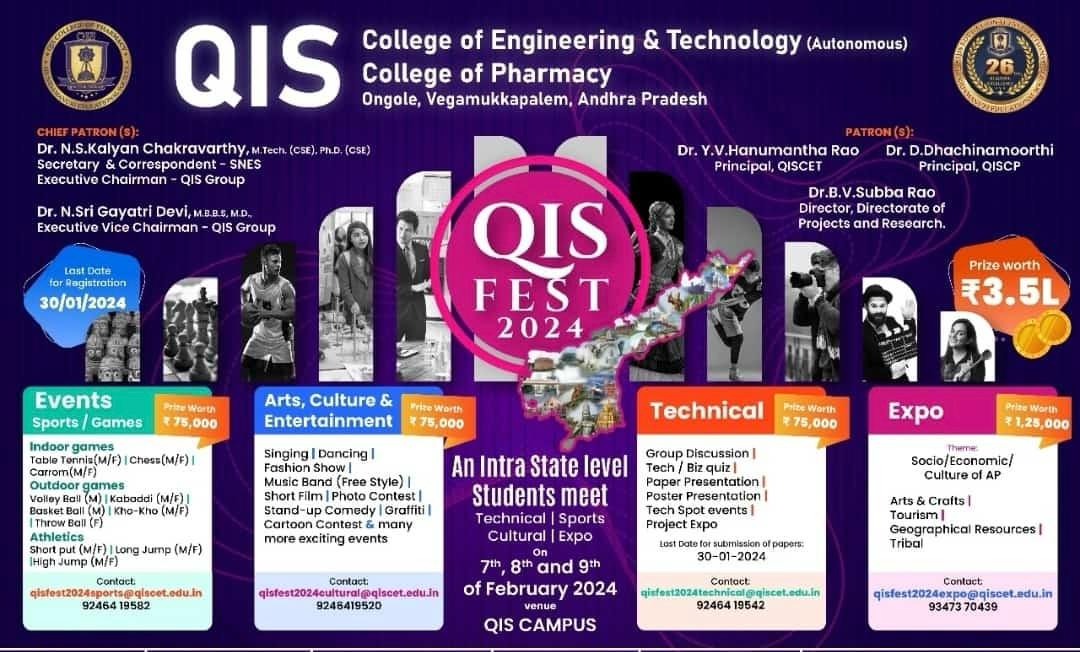 QIS
College of Engineering & Technology (Autonomous)
College of Pharmacy
Ongole, Vegamukkapalem, Andhra Pradesh
26
CHIEF PATRON (S):
Dr. N.S.Kalyan Chakravarthy, M.Tech. (CSE), Ph.D. (CSE)
Secretary & Correspondent - SNES
Executive Chairman - QIS Group
Dr. N.Sri Gayatri Devi, M.B.B.S, M.D.,
Executive Vice Chairman - QIS Group
PATRON (S):
Dr. Y.V.Hanumantha Rao
Principal, QISCET
Dr. D.Dhachinamoorthi
Principal, QISCP
Dr.B.V.Subba Rao
Director, Directorate of
Projects and Research.
Last Date
for Registration
30/01/2024
QIS
FEST
2024
Prize worth
₹3.5L
Events
Sports / Games
Prize Worth
₹ 75,000
Indoor games
Table Tennis(M/F) | Chess(M/F) |
Carrom(M/F)
Outdoor games
Volley Ball (M) | Kabaddi (M/F) |
Basket Ball (M) | Kho-Kho (M/F)
| Throw Ball (F)
Athletics
Short put (M/F) | Long Jump (M/F)
|High Jump (M/F)
Contact:
qisfest2024sports@qiscet.edu.in
92464 19582
Arts, Culture &
Entertainment
Prize Worth
₹ 75,000
Singing | Dancing |
Fashion Show |
Music Band (Free Style) |
Short Film | Photo Contest |
Stand-up Comedy | Graffiti |
Cartoon Contest & many
more exciting events
Contact:
qisfest2024cultural@qiscet.edu.in
9246419520
An Intra State level
Students meet
Technical | Sports
Cultural | Expo
On
7th, 8th and 9th
of February 2024
venue
QIS CAMPUS
Technical
Prize Worth
₹ 75,000
Group Discussion |
Tech / Biz quiz |
Paper Presentation |
Poster Presentation |
Tech Spot events |
Project Expo
Last Date for submission of papers:
30-01-2024
Contact:
qisfest2024technical@qiscet.edu.in
92464 19542
Expo
Prize Worth
₹ 1,25,000
Theme:
Socio/Economic/
Culture of AP
Arts & Crafts |
Tourism |
Geographical Resources |
Tribal
Contact:
qisfest2024expo@qiscet.edu.in
93473 70439